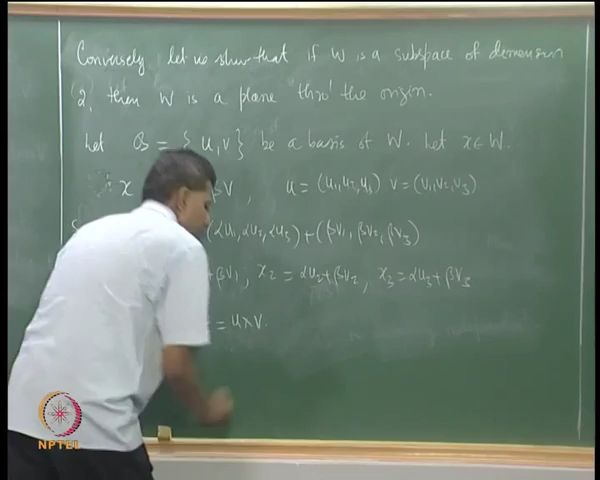 Conversely, let us show that if W is a subspace of dimension
2, then W is a plane thro' the origin.
Let B = { u, v } be a basis of W. Let x ∈ W.
x βv, u = (u1, u2, u3) v = (v1, v2, v3)
(αu1, αu2, αu3) + (βv1, βv2, βv3)
+ βv1, x2 = αu2 + βv2, x3 = αu3 + βv3
= u × v.
NPTEL